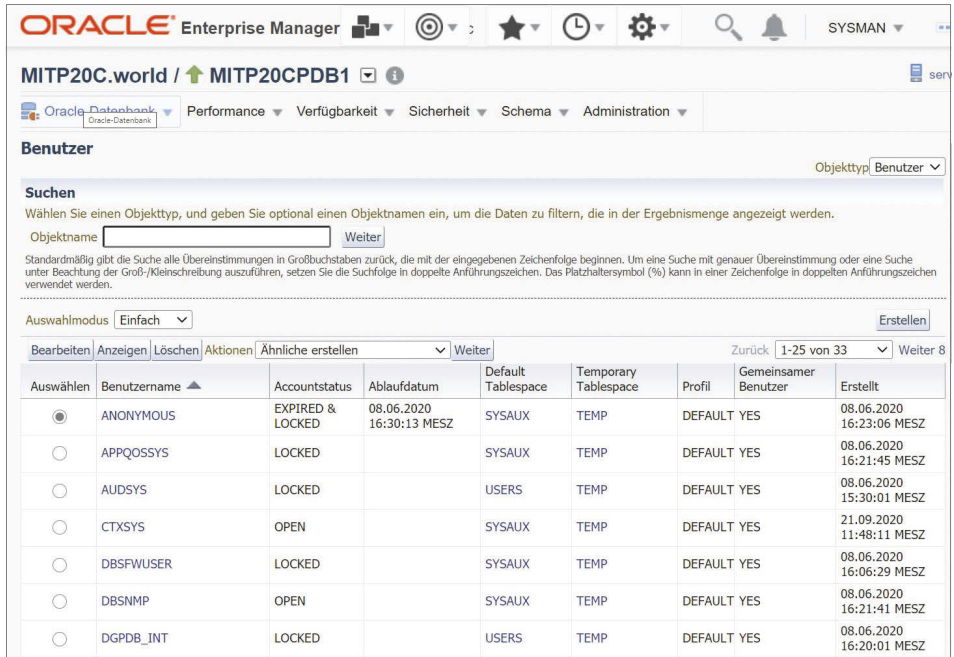 ORACLE® Enterprise Manager SYSMAN
MITP20C.world / MITP20CPDB1
Oracle-Datenbank Performance Verfügbarkeit Sicherheit Schema Administration
Oracle-Datenbank
Benutzer
Objekttyp Benutzer
Suchen
Wählen Sie einen Objekttyp, und geben Sie optional einen Objektnamen ein, um die Daten zu filtern, die in der Ergebnismenge angezeigt werden.
Objektname Weiter
Standardmäßig gibt die Suche alle Übereinstimmungen in Großbuchstaben zurück, die mit der eingegebenen Zeichenfolge beginnen. Um eine Suche mit genauer Übereinstimmung oder eine Suche
unter Beachtung der Groß-/Kleinschreibung auszuführen, setzen Sie die Suchfolge in doppelte Anführungszeichen. Das Platzhaltersymbol (%) kann in einer Zeichenfolge in doppelten Anführungszeichen
verwendet werden.
Auswahlmodus Einfach Erstellen
Bearbeiten Anzeigen Löschen Aktionen Ähnliche erstellen Weiter Zurück 1-25 von 33 Weiter 8
Auswählen Benutzername Accountstatus Ablaufdatum Default Tablespace Temporary Tablespace Profil Gemeinsamer Benutzer Erstellt
ANONYMOUS EXPIRED & LOCKED 08.06.2020 16:30:13 MESZ SYSAUX TEMP DEFAULT YES 08.06.2020 16:23:06 MESZ
APPQOSSYS LOCKED SYSAUX TEMP DEFAULT YES 08.06.2020 16:21:45 MESZ
AUDSYS LOCKED USERS TEMP DEFAULT YES 08.06.2020 15:30:01 MESZ
CTXSYS OPEN SYSAUX TEMP DEFAULT YES 21.09.2020 11:48:11 MESZ
DBSFWUSER LOCKED SYSAUX TEMP DEFAULT YES 08.06.2020 16:06:29 MESZ
DBSNMP OPEN SYSAUX TEMP DEFAULT YES 08.06.2020 16:21:41 MESZ
DGPDB_INT LOCKED USERS TEMP DEFAULT YES 08.06.2020 16:20:01 MESZ